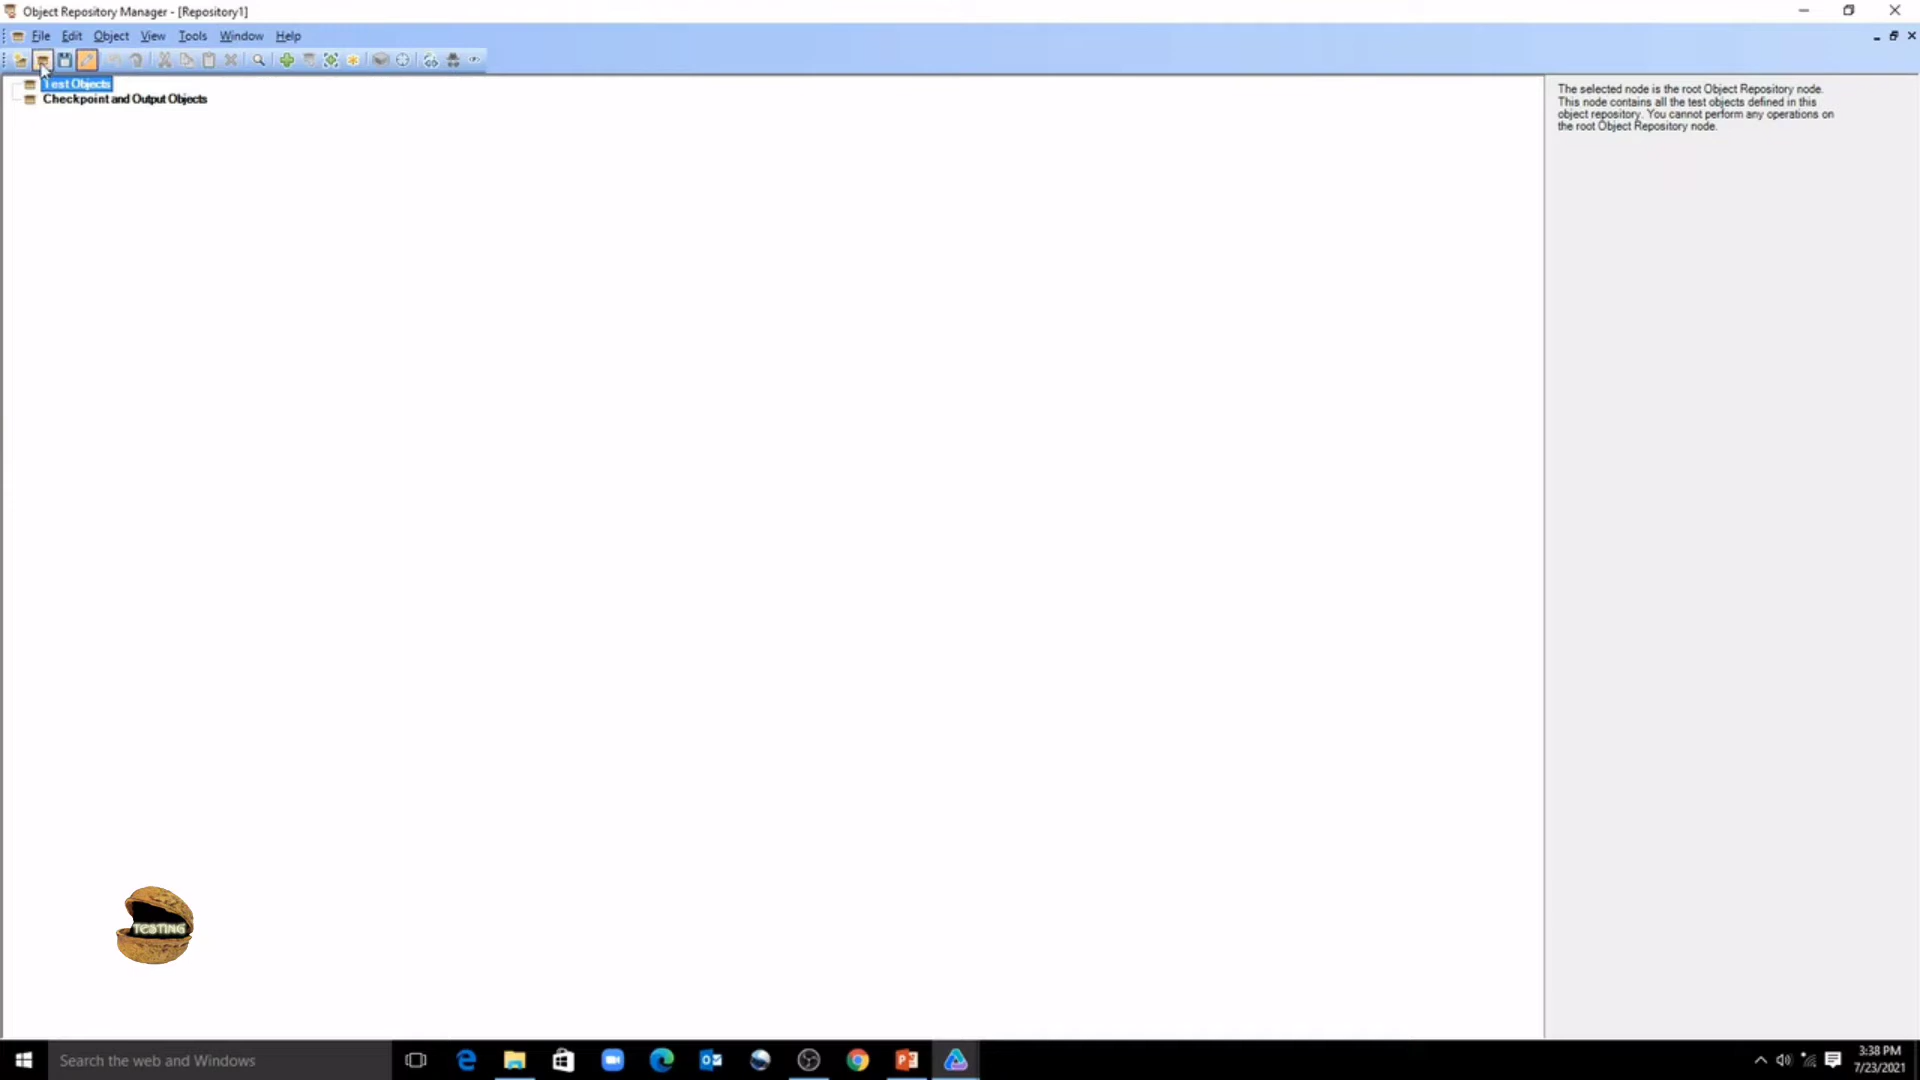 Object Repository Manager - [Repository1]
File Edit Object View Tools Window Help
Test Objects
Checkpoint and Output Objects
The selected node is the root Object Repository node.
This node contains all the test objects defined in this
object repository. You cannot perform any operations on
the root Object Repository node.
TESTING
Search the web and Windows
3:38 PM
7/23/2021